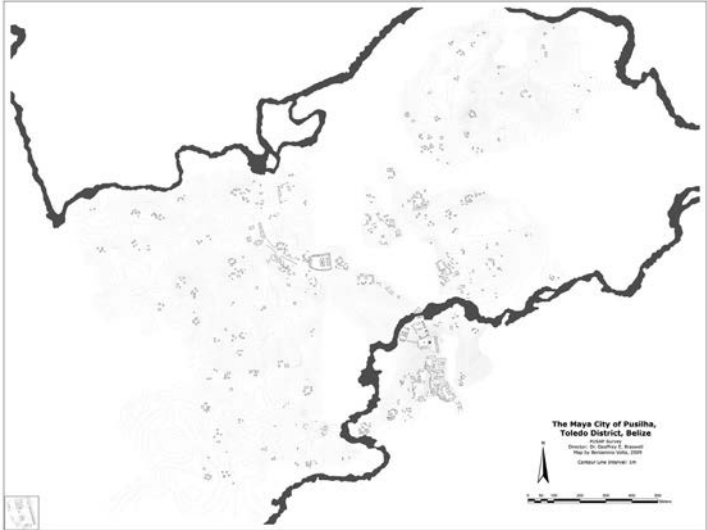 The Maya City of Pusilha,
Toledo District, Belize
PUSAP Survey
Director: Dr. Geoffrey E. Braswell
Map by Beniamino Volta, 2009
Contour Line Interval: 1m
N